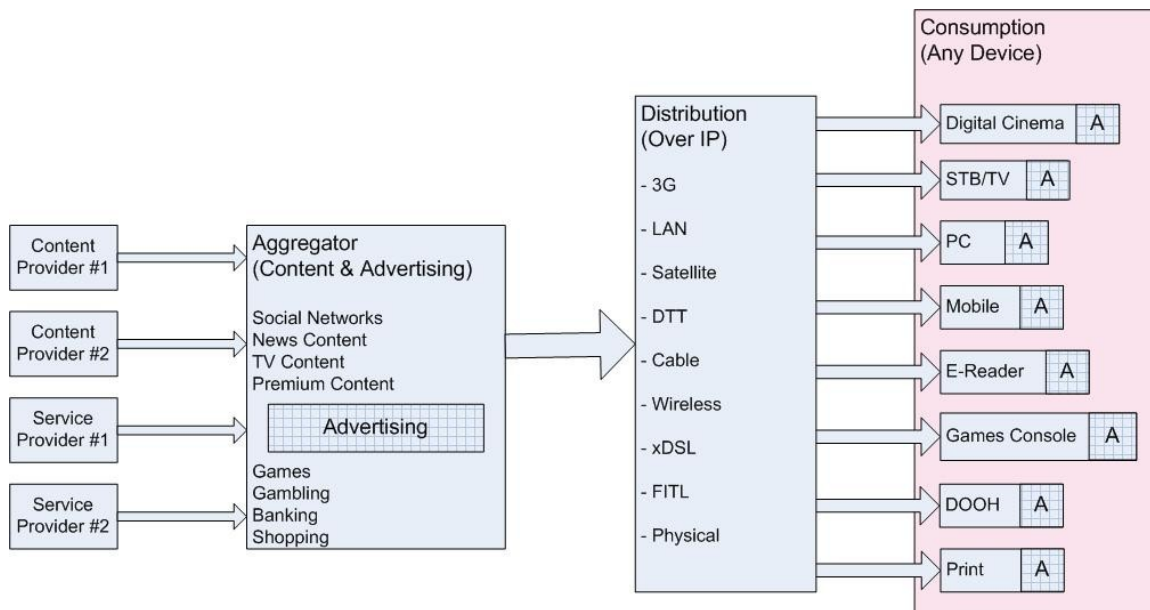 Content
Provider #1
Content
Provider #2
Service
Provider #1
Service
Provider #2
Aggregator
(Content & Advertising)
Social Networks
News Content
TV Content
Premium Content
Advertising
Games
Gambling
Banking
Shopping
Distribution
(Over IP)
- 3G
- LAN
- Satellite
- DTT
- Cable
- Wireless
- xDSL
- FITL
- Physical
Consumption
(Any Device)
Digital Cinema A
STB/TV A
PC A
Mobile A
E-Reader A
Games Console A
DOOH A
Print A